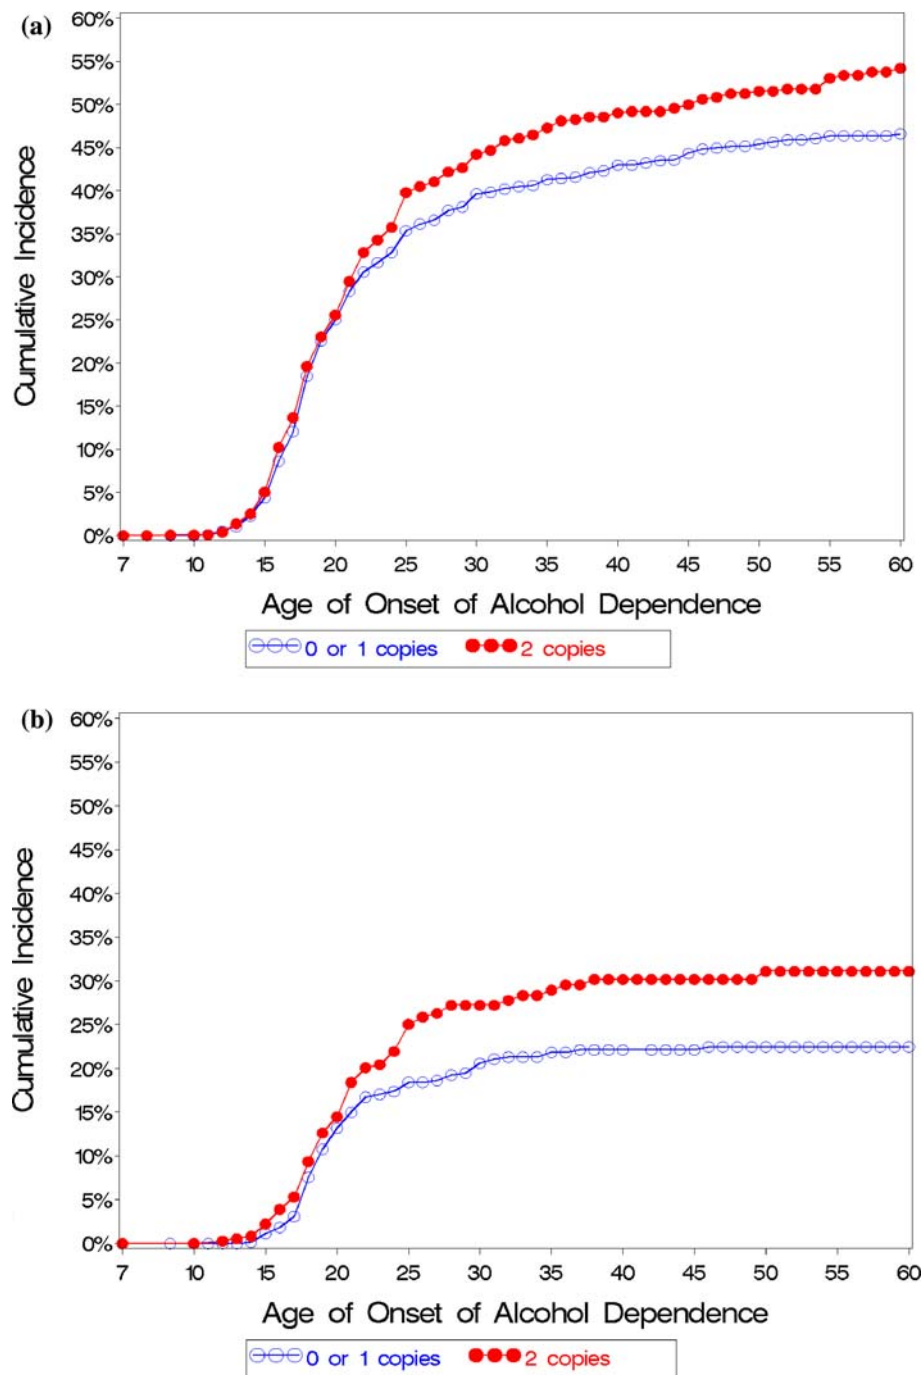 (a)
60%
55%
50%
45%
40%
35%
30%
25%
20%
15%
10%
5%
0%
Cumulative Incidence
7 10 15 20 25 30 35 40 45 50 55 60
Age of Onset of Alcohol Dependence
0 or 1 copies 2 copies
(b)
60%
55%
50%
45%
40%
35%
30%
25%
20%
15%
10%
5%
0%
Cumulative Incidence
7 10 15 20 25 30 35 40 45 50 55 60
Age of Onset of Alcohol Dependence
0 or 1 copies 2 copies